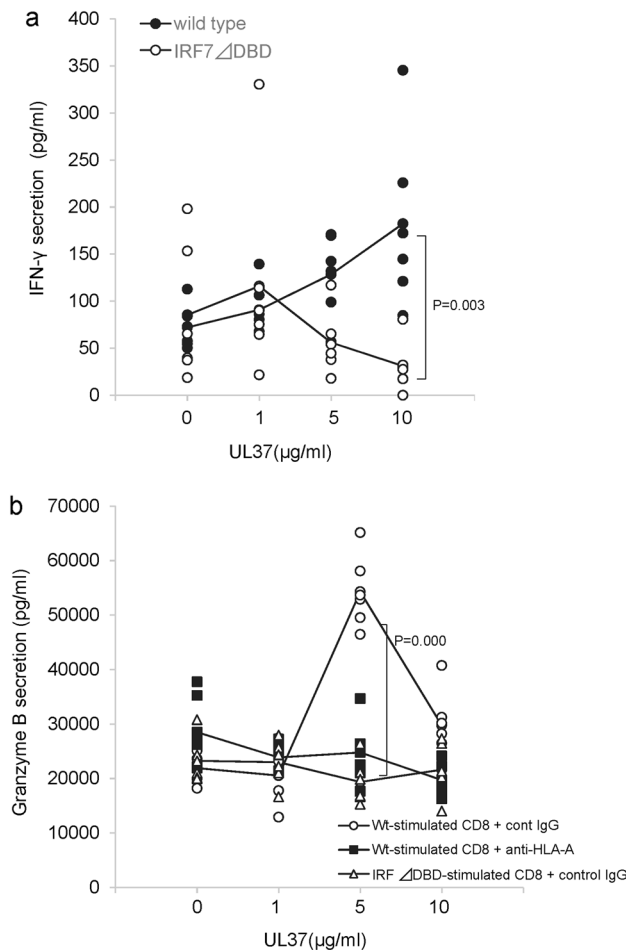 a
wild type
IRF7⊿DBD
400
350
300
250
200
150
100
50
0
IFN-γ secretion (pg/ml)
P=0.003
0 1 5 10
UL37(μg/ml)
b
70000
60000
50000
40000
30000
20000
10000
0
Granzyme B secretion (pg/ml)
P=0.000
Wt-stimulated CD8 + cont IgG
Wt-stimulated CD8 + anti-HLA-A
IRF ⊿DBD-stimulated CD8 + control IgG
0 1 5 10
UL37(μg/ml)